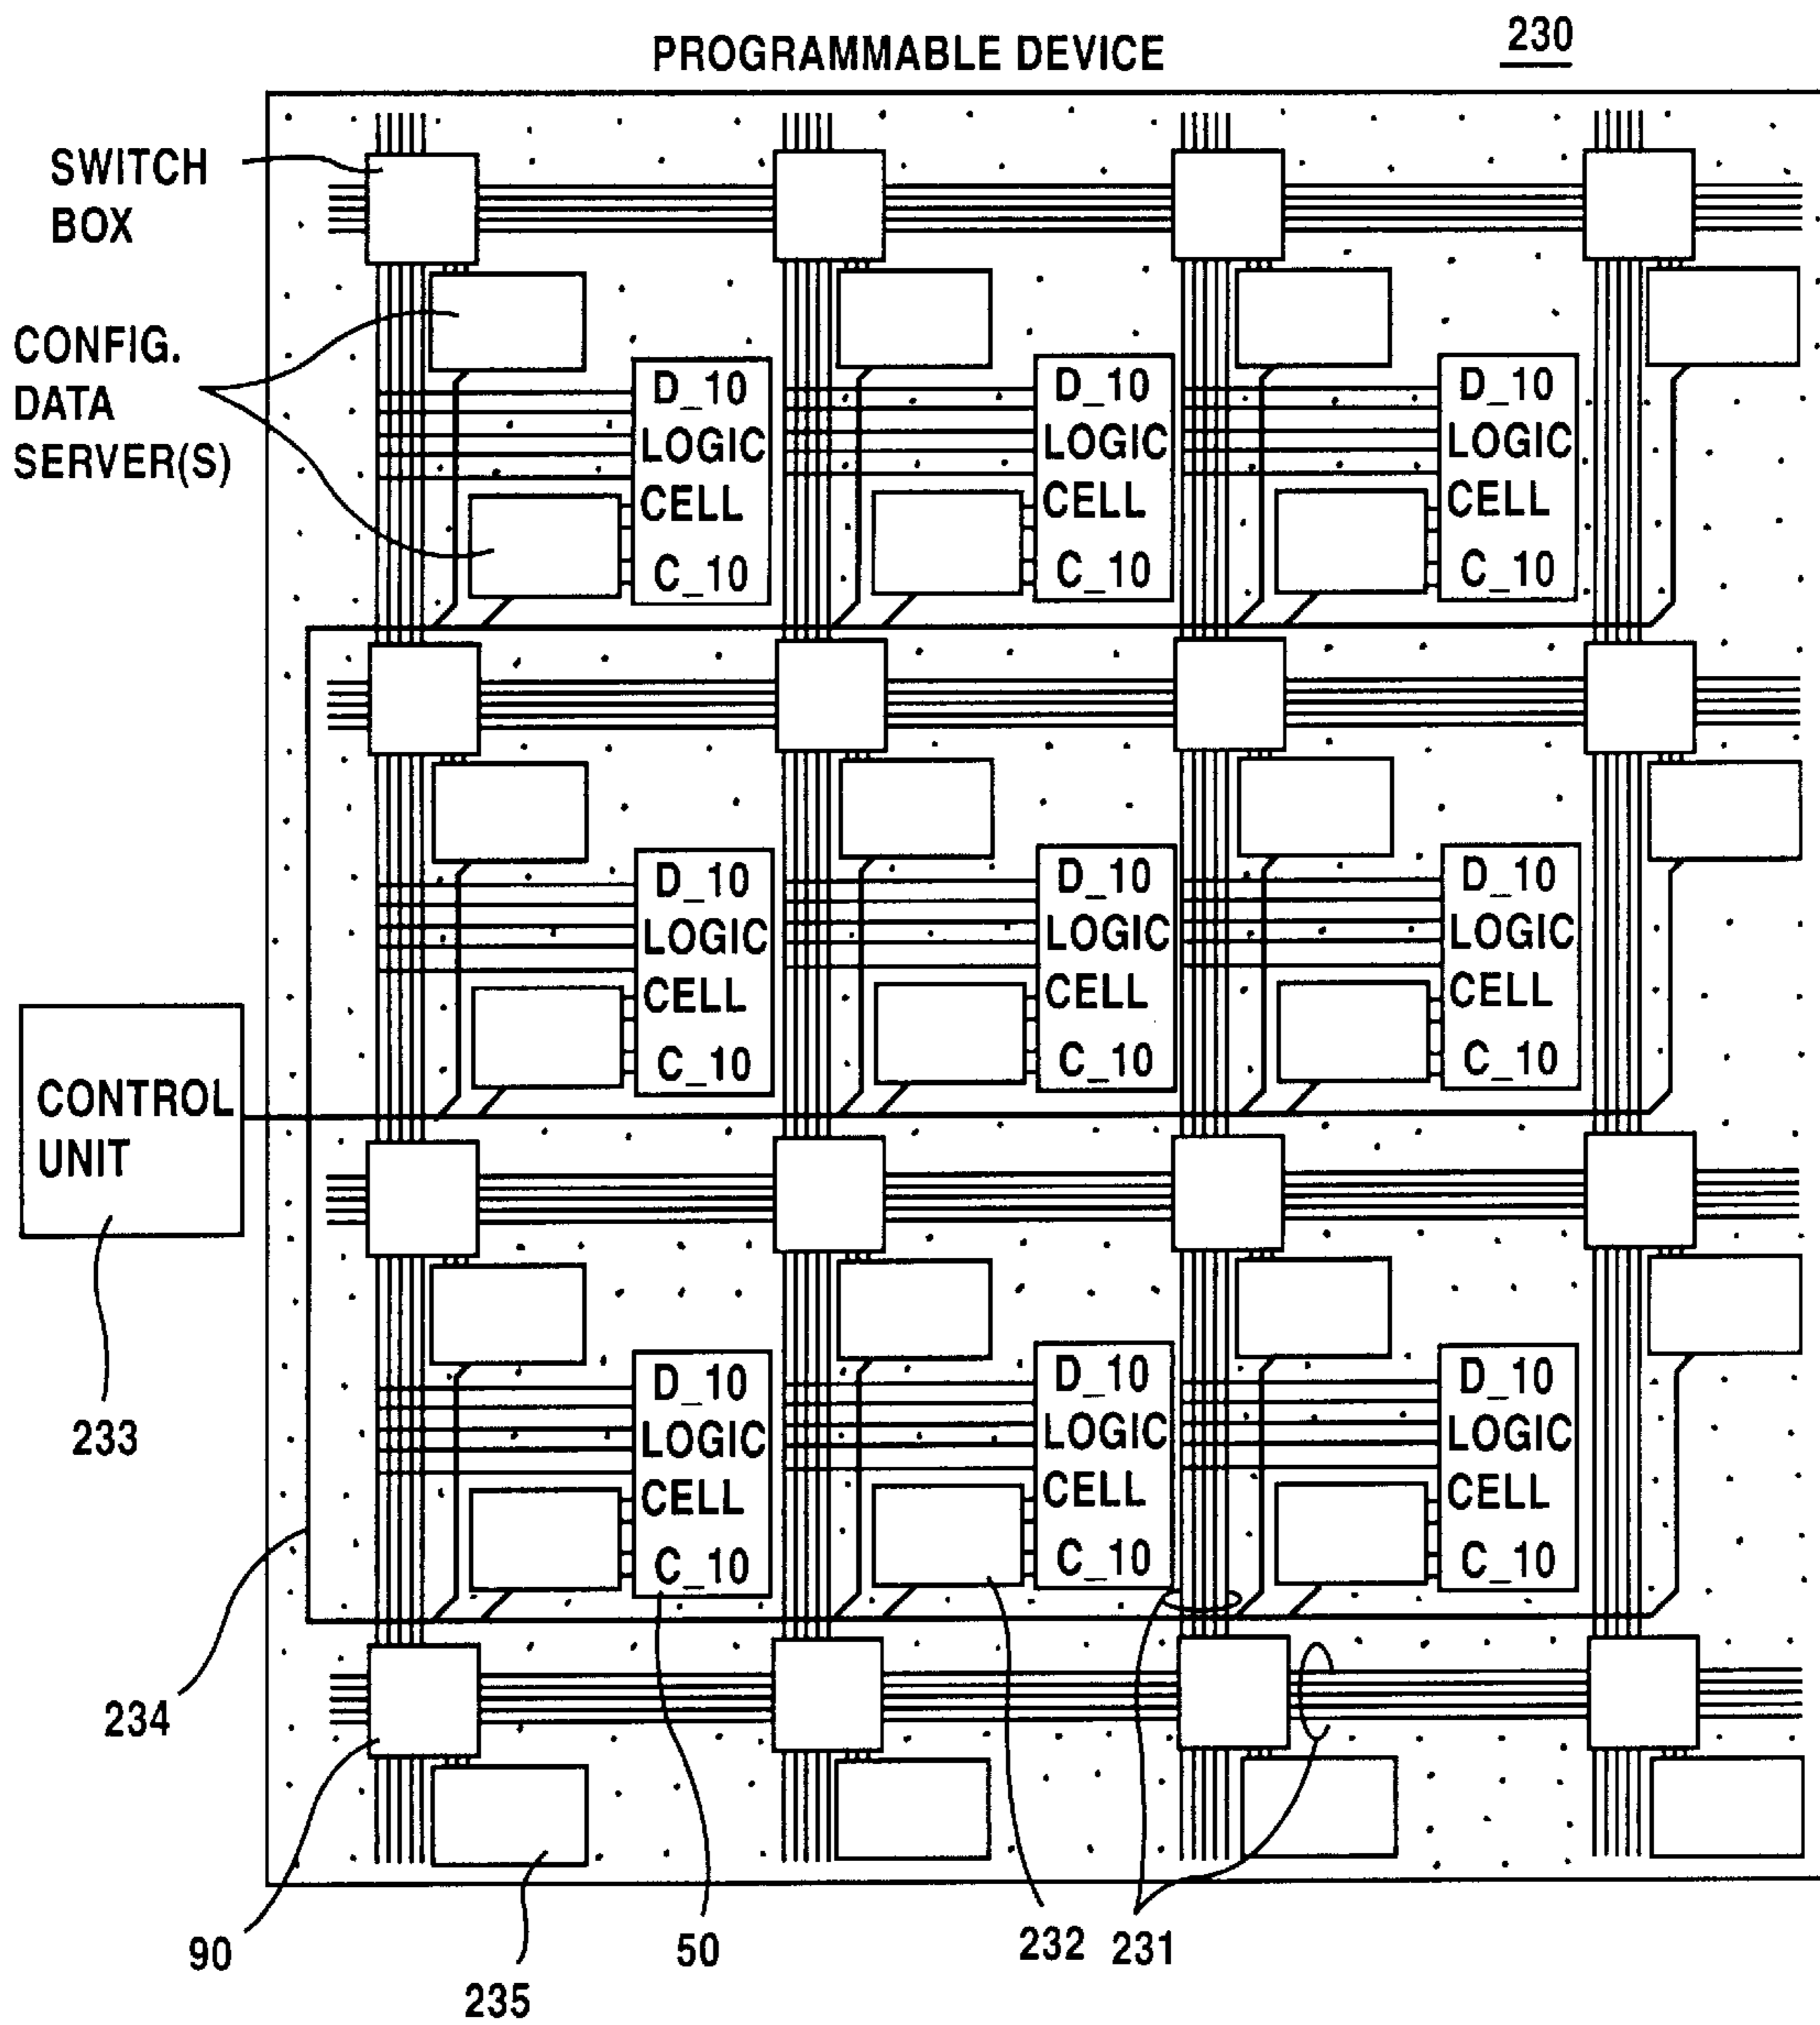 PROGRAMMABLE DEVICE
230
SWITCH
BOX
CONFIG.
DATA
SERVER(S)
D_10
LOGIC
CELL
C_10
D_10
LOGIC
CELL
C_10
D_10
LOGIC
CELL
C_10
D_10
LOGIC
CELL
C_10
D_10
LOGIC
CELL
C_10
D_10
LOGIC
CELL
C_10
CONTROL
UNIT
233
D_10
LOGIC
CELL
C_10
D_10
LOGIC
CELL
C_10
D_10
LOGIC
CELL
C_10
234
90
235
50
232
231